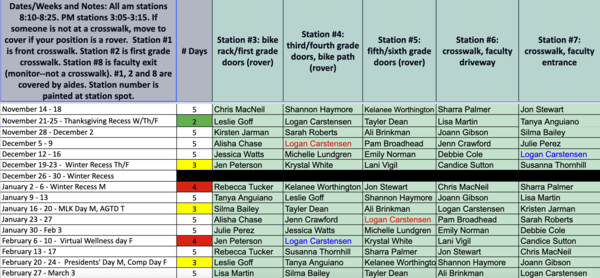 Dates/Weeks and Notes: All am stations
8:10-8:25. PM stations 3:05-3:15. If
someone is not at a crosswalk, move to
cover if your position is a rover. Station #1
is front crosswalk. Station #2 is first grade
crosswalk. Station #8 is faculty exit
(monitor--not a crosswalk). #1, 2 and 8 are
covered by aides. Station number is
painted at station spot.
# Days
Station #3: bike
rack/first grade
doors (rover)
Station #4:
third/fourth grade
doors, bike path
(rover)
Station #5:
fifth/sixth grade
doors (rover)
Station #6:
crosswalk, faculty
driveway
Station #7:
crosswalk, faculty
entrance
November 14 - 18 5 Chris MacNeil Shannon Haymore Kelanee Worthington Sharra Palmer Jon Stewart
November 21-25 - Thanksgiving Recess W/Th/F 2 Leslie Goff Logan Carstensen Tayler Dean Lisa Martin Tanya Anguiano
November 28 - December 2 5 Kirsten Jarman Sarah Roberts Ali Brinkman Joann Gibson Silma Bailey
December 5 - 9 5 Alisha Chase Logan Carstensen Pam Broadhead Jenn Crawford Julie Perez
December 12 - 16 5 Jessica Watts Michelle Lundgren Emily Norman Debbie Cole Logan Carstensen
December 19-23 - Winter Recess Th/F 3 Jen Peterson Krystal White Lani Vigil Candice Sutton Susanna Thornhill
December 26 - 30 - Winter Recess
January 2 - 6 - Winter Recess M 4 Rebecca Tucker Kelanee Worthington Jon Stewart Chris MacNeil Sharra Palmer
January 9 - 13 5 Tanya Anguiano Leslie Goff Shannon Haymore Joann Gibson Lisa Martin
January 16 - 20 - MLK Day M, AGTD T 3 Silma Bailey Tayler Dean Ali Brinkman Logan Carstensen Kristen Jarman
January 23 - 27 5 Alisha Chase Jenn Crawford Logan Carstensen Pam Broadhead Sarah Roberts
January 30 - Feb 3 5 Julie Perez Jessica Watts Michelle Lundgren Emily Norman Debbie Cole
February 6 - 10 - Virtual Wellness day F 4 Jen Peterson Logan Carstensen Krystal White Lani Vigil Candice Sutton
February 13 - 17 5 Rebecca Tucker Susanna Thornhill Sharra Palmer Jon Stewart Chris MacNeil
February 20 - 24 - Presidents' Day M, Comp Day F 3 Leslie Goff Tanya Anguiano Kelanee Worthington Shannon Haymore Joann Gibson
February 27 - March 3 5 Lisa Martin Silma Bailey Tayler Dean Ali Brinkman Logan Carstensen